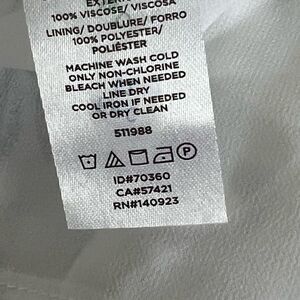 100% VISCOSE/ VISCOSA
LINING/ DOUBLURE/ FORRO
100% POLYESTER/
POLIÉSTER
MACHINE WASH COLD
ONLY NON-CHLORINE
BLEACH WHEN NEEDED
LINE DRY
COOL IRON IF NEEDED
OR DRY CLEAN
511988
P
ID#70360
CA#57421
RN#140923